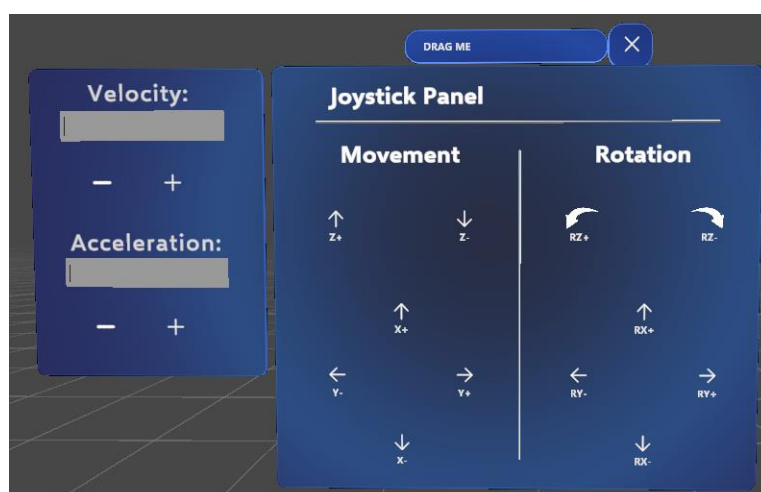 DRAG ME
×
Velocity:
− +
Acceleration:
− +
Joystick Panel
Movement
Z+ Z-
X+
Y- Y+
X-
Rotation
RZ+ RZ-
RX+
RY- RY+
RX-